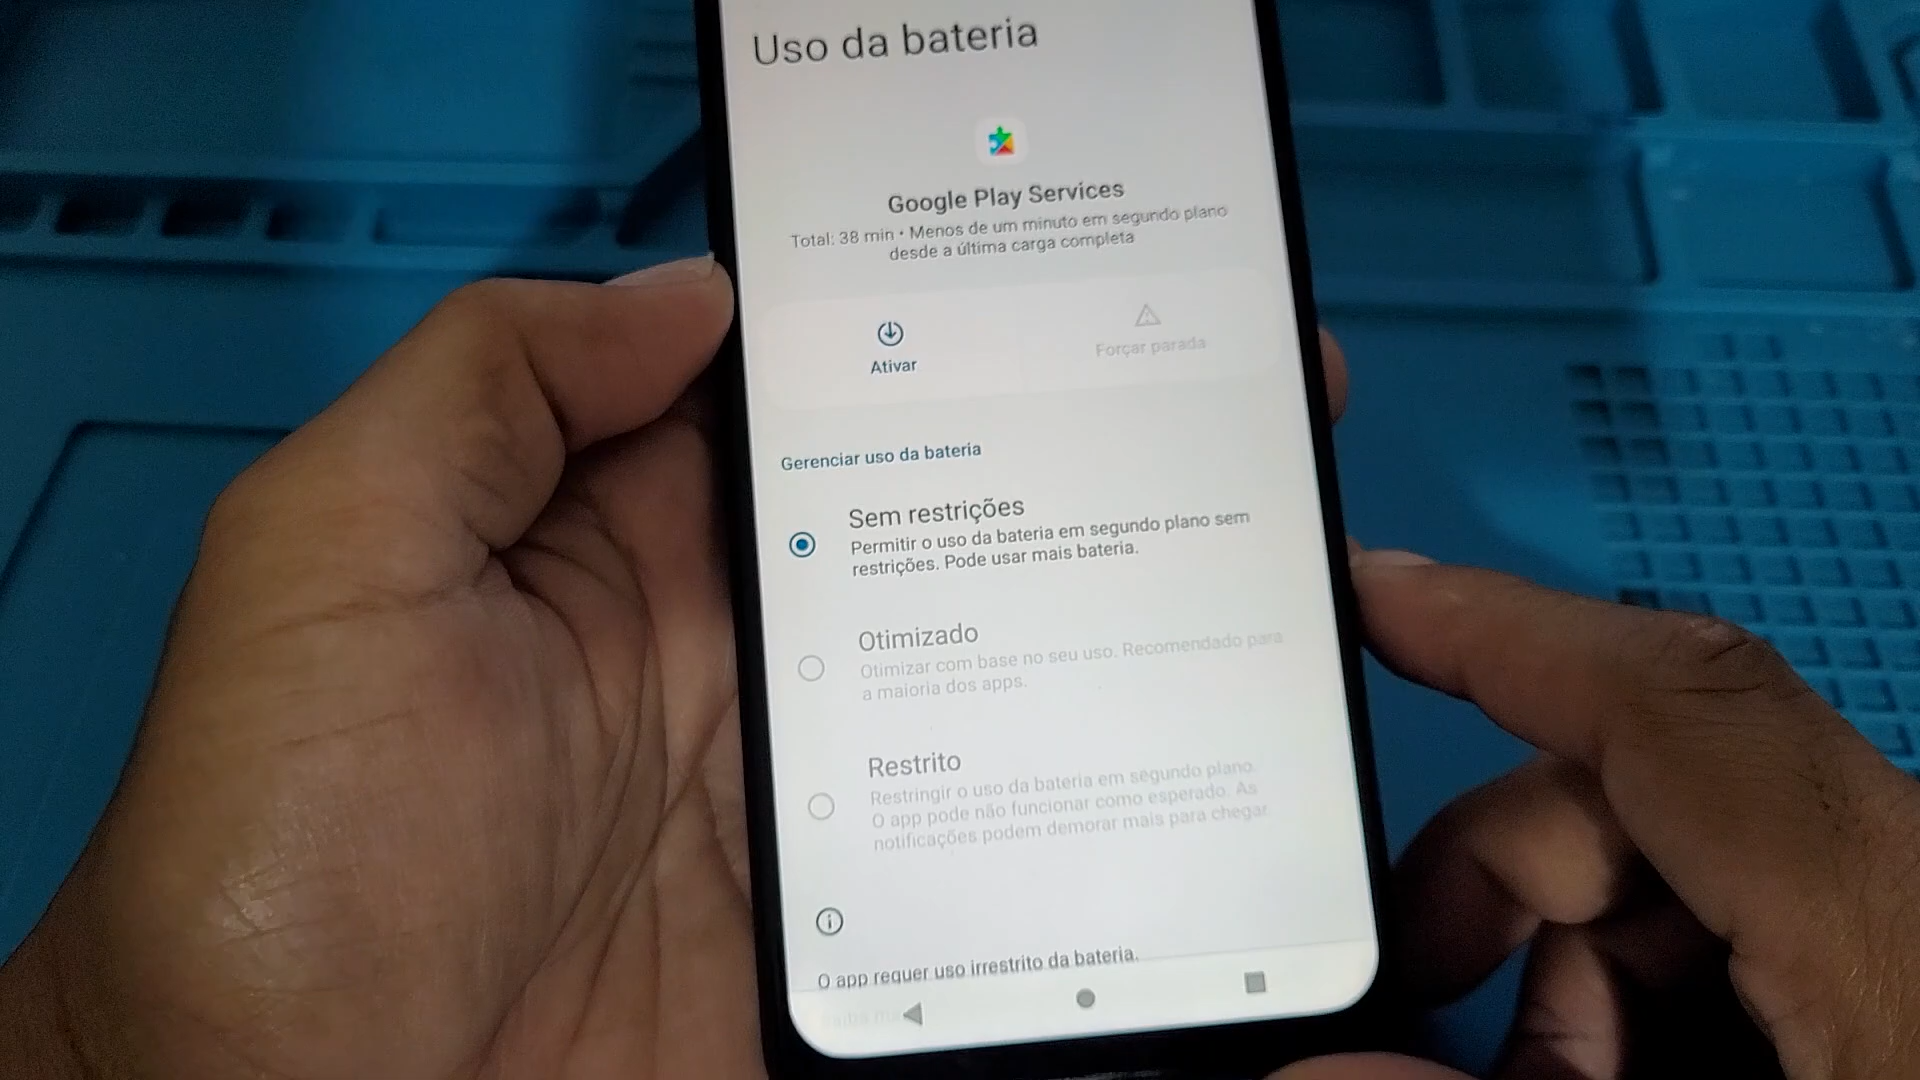 Uso da bateria
Google Play Services
Total: 38 min • Menos de um minuto em segundo plano
desde a última carga completa
Ativar
Forçar parada
Gerenciar uso da bateria
Sem restrições
Permitir o uso da bateria em segundo plano sem
restrições. Pode usar mais bateria.
Otimizado
Otimizar com base no seu uso. Recomendado para
a maioria dos apps.
Restrito
Restringir o uso da bateria em segundo plano.
O app pode não funcionar como esperado. As
notificações podem demorar mais para chegar.
O app requer uso irrestrito da bateria.